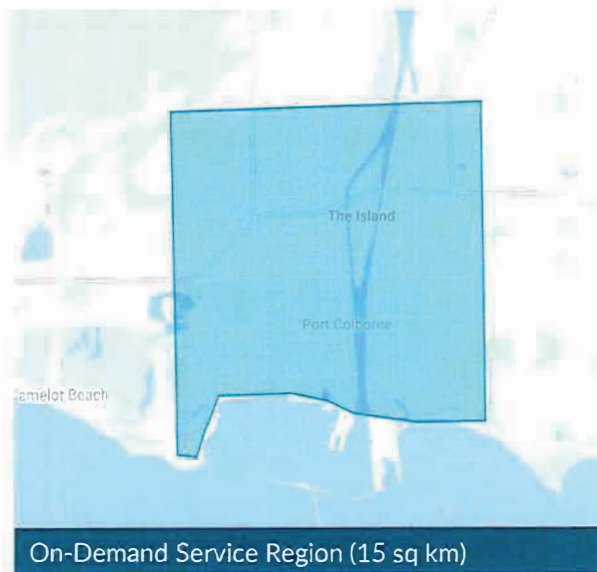 The Island
Port Colborne
Camelot Beach
On-Demand Service Region (15 sq km)